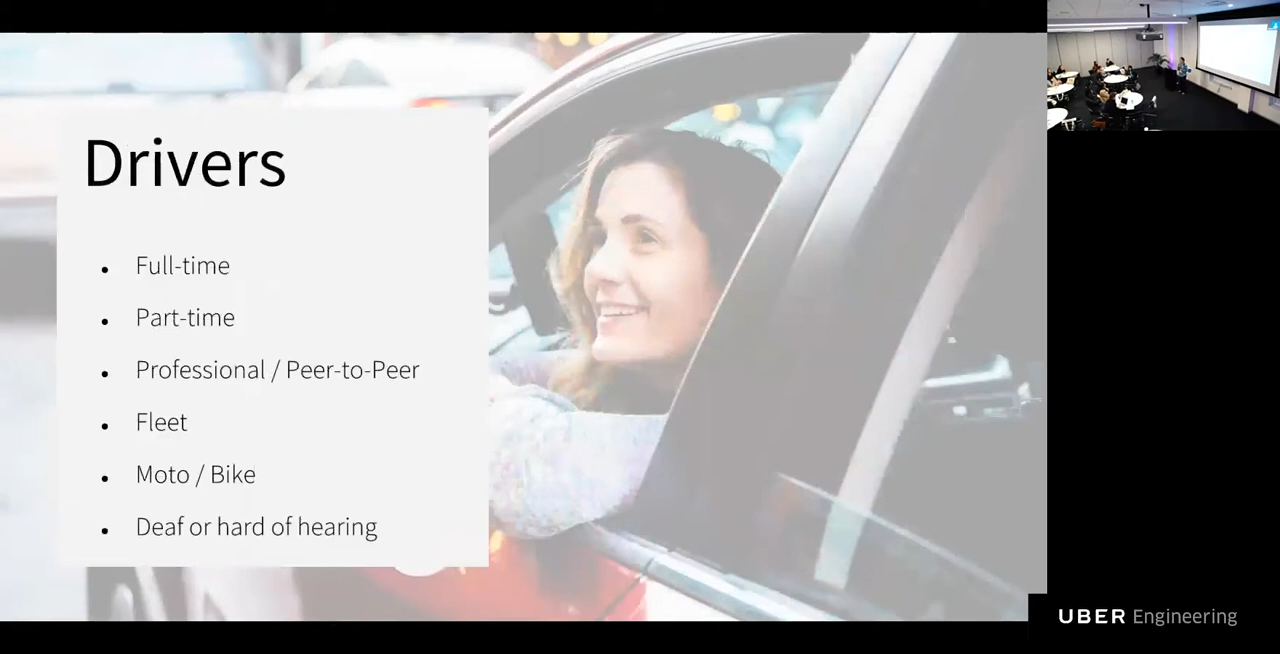 Drivers
Full-time
Part-time
Professional / Peer-to-Peer
Fleet
Moto / Bike
Deaf or hard of hearing
UBER Engineering